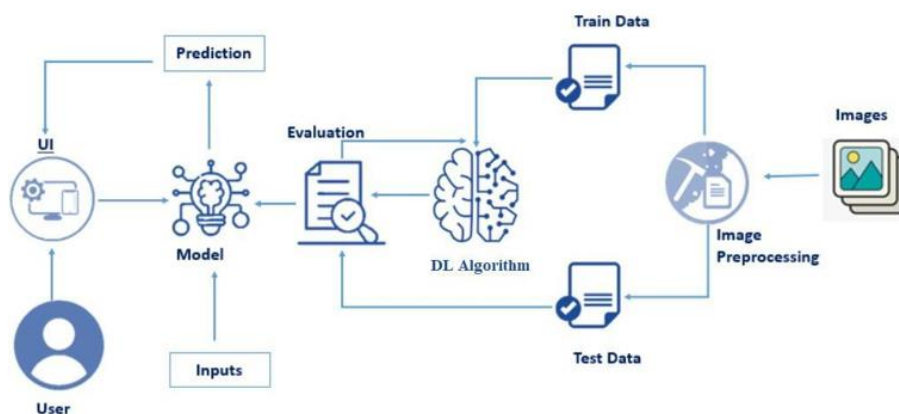 Train Data
Prediction
Images
Evaluation
UI
Model
DL Algorithm
Image
Preprocessing
Test Data
Inputs
User